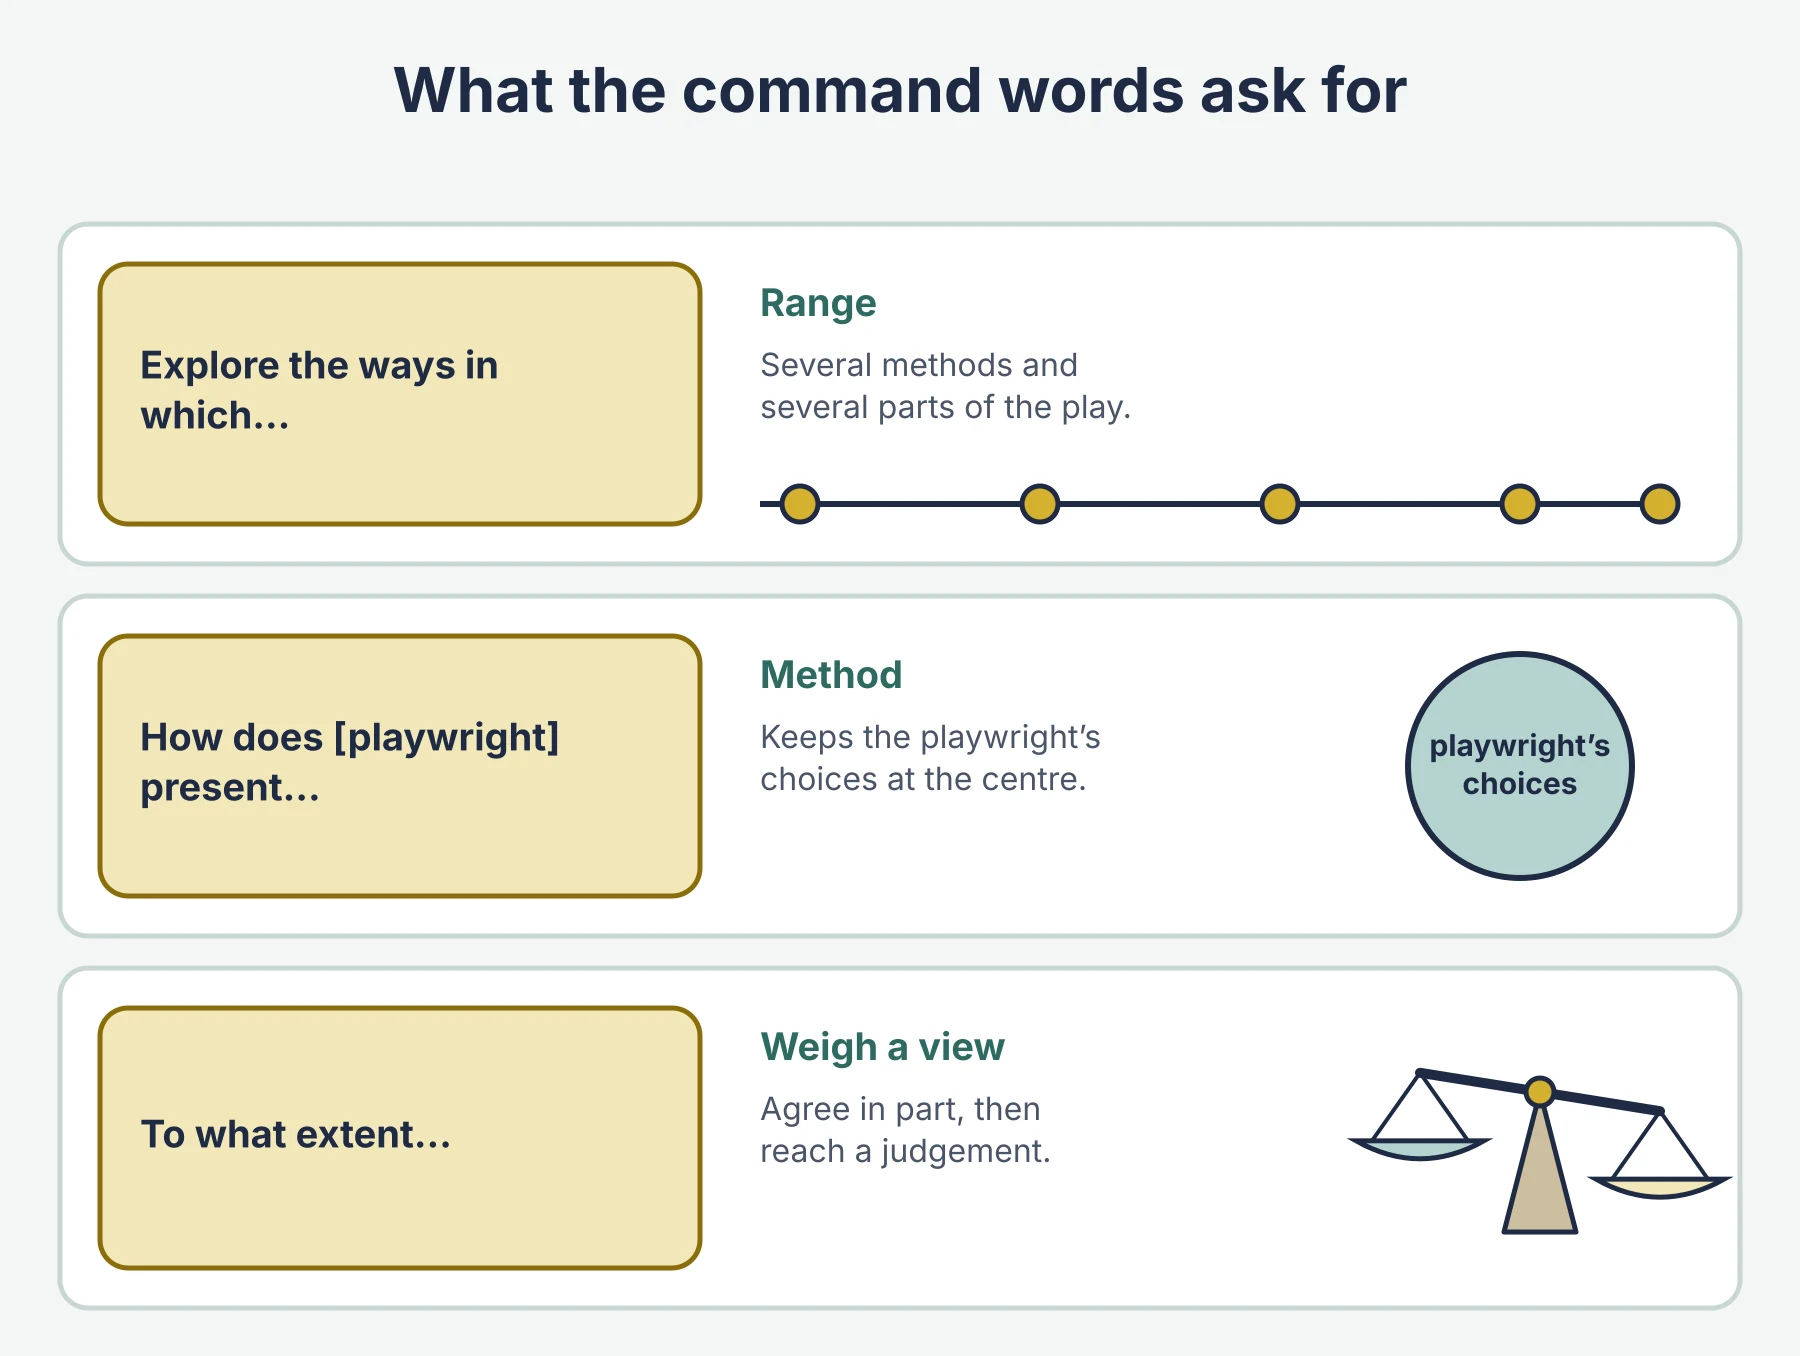 What the command words ask for
Explore the ways in
which…
Range
Several methods and
several parts of the play.
How does [playwright]
present…
Method
Keeps the playwright’s
choices at the centre.
playwright’s
choices
To what extent…
Weigh a view
Agree in part, then
reach a judgement.